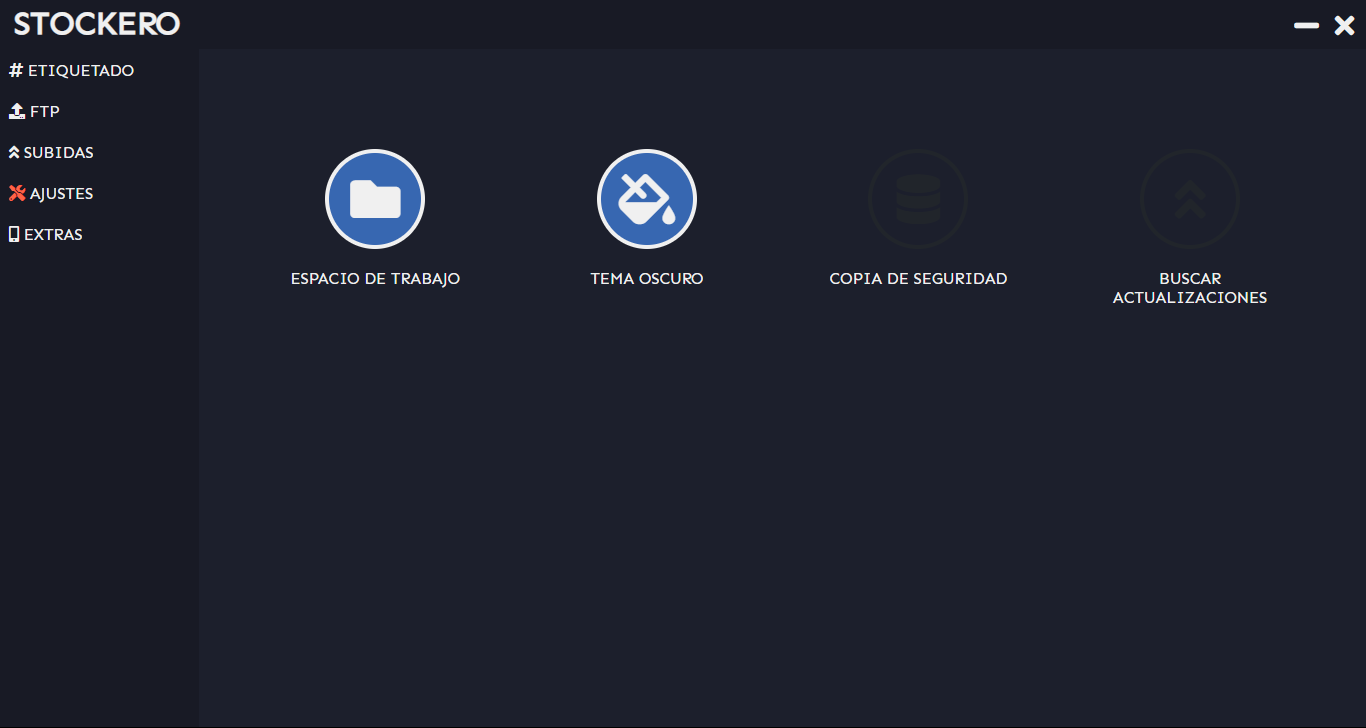 STOCKERO
ETIQUETADO
FTP
SUBIDAS
AJUSTES
EXTRAS
ESPACIO DE TRABAJO
TEMA OSCURO
COPIA DE SEGURIDAD
BUSCAR
ACTUALIZACIONES